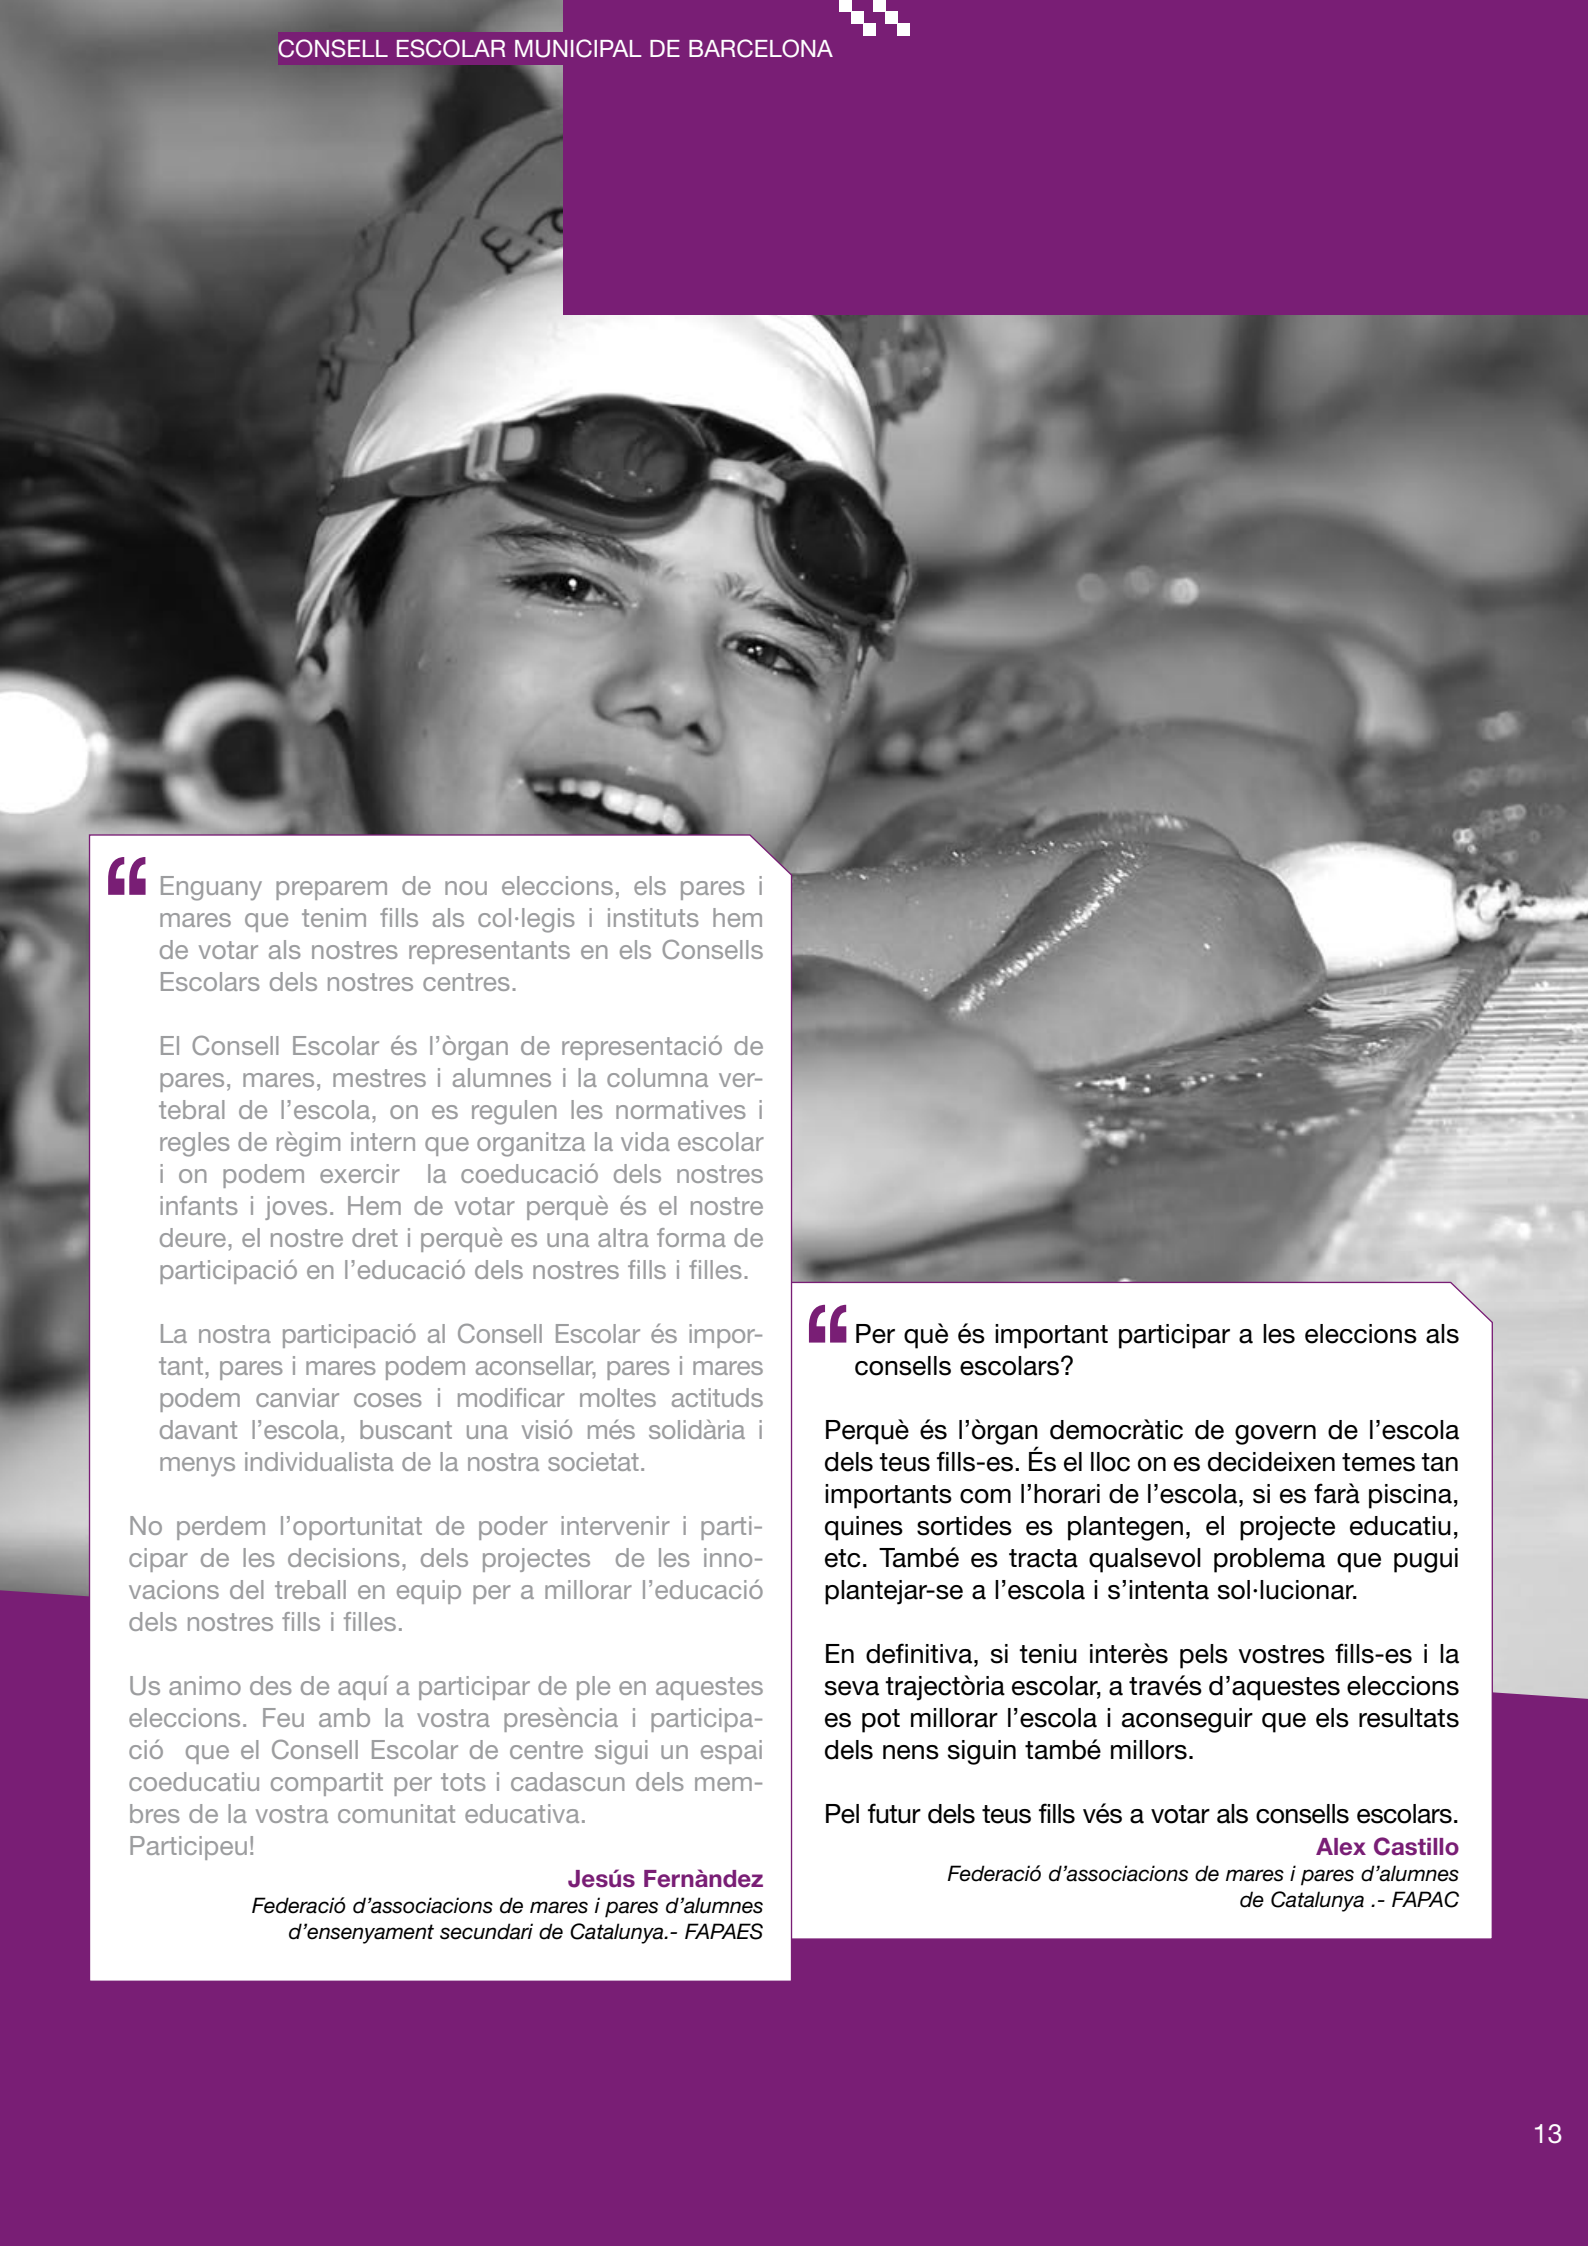 CONSELL ESCOLAR MUNICIPAL DE BARCELONA
“ Enguany preparem de nou eleccions, els pares i
mares que tenim fills als col·legis i instituts hem
de votar als nostres representants en els Consells
Escolars dels nostres centres.
El Consell Escolar és l’òrgan de representació de
pares, mares, mestres i alumnes i la columna ver-
tebral de l’escola, on es regulen les normatives i
regles de règim intern que organitza la vida escolar
i on podem exercir la coeducació dels nostres
infants i joves. Hem de votar perquè és el nostre
deure, el nostre dret i perquè es una altra forma de
participació en l’educació dels nostres fills i filles.
La nostra participació al Consell Escolar és impor-
tant, pares i mares podem aconsellar, pares i mares
podem canviar coses i modificar moltes actituds
davant l’escola, buscant una visió més solidària i
menys individualista de la nostra societat.
No perdem l’oportunitat de poder intervenir i parti-
cipar de les decisions, dels projectes de les inno-
vacions del treball en equip per a millorar l’educació
dels nostres fills i filles.
Us animo des de aquí a participar de ple en aquestes
eleccions. Feu amb la vostra presència i participa-
ció que el Consell Escolar de centre sigui un espai
coeducatiu compartit per tots i cadascun dels mem-
bres de la vostra comunitat educativa.
Participeu!
Jesús Fernàndez
Federació d’associacions de mares i pares d’alumnes
d’ensenyament secundari de Catalunya.- FAPAES
“ Per què és important participar a les eleccions als
consells escolars?
Perquè és l’òrgan democràtic de govern de l’escola
dels teus fills-es. És el lloc on es decideixen temes tan
importants com l’horari de l’escola, si es farà piscina,
quines sortides es plantegen, el projecte educatiu,
etc. També es tracta qualsevol problema que pugui
plantejar-se a l’escola i s’intenta sol·lucionar.
En definitiva, si teniu interès pels vostres fills-es i la
seva trajectòria escolar, a través d’aquestes eleccions
es pot millorar l’escola i aconseguir que els resultats
dels nens siguin també millors.
Pel futur dels teus fills vés a votar als consells escolars.
Alex Castillo
Federació d’associacions de mares i pares d’alumnes
de Catalunya .- FAPAC
13